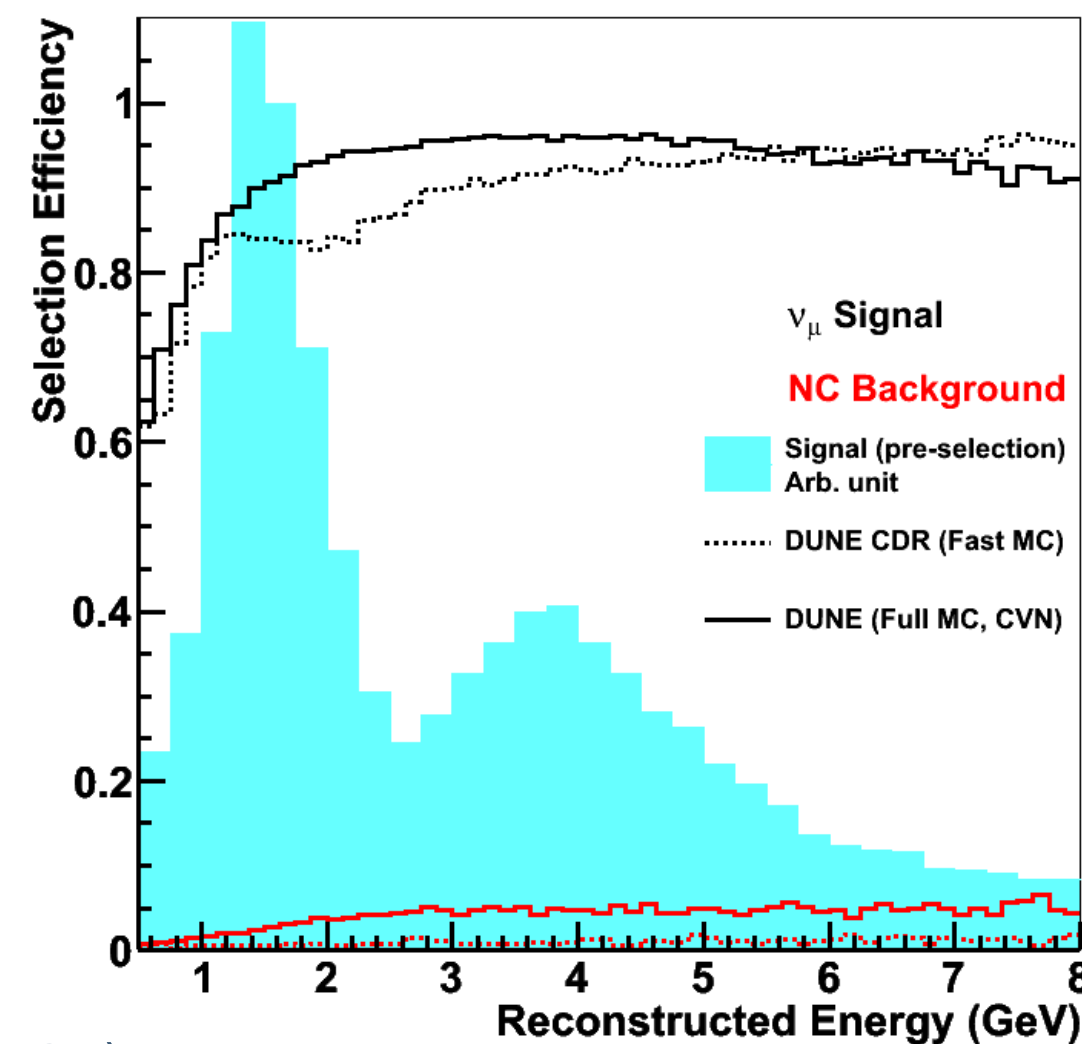 Selection Efficiency
1
0.8
0.6
0.4
0.2
0
ν_μ Signal
NC Background
Signal (pre-selection)
Arb. unit
DUNE CDR (Fast MC)
DUNE (Full MC, CVN)
1 2 3 4 5 6 7 8
Reconstructed Energy (GeV)